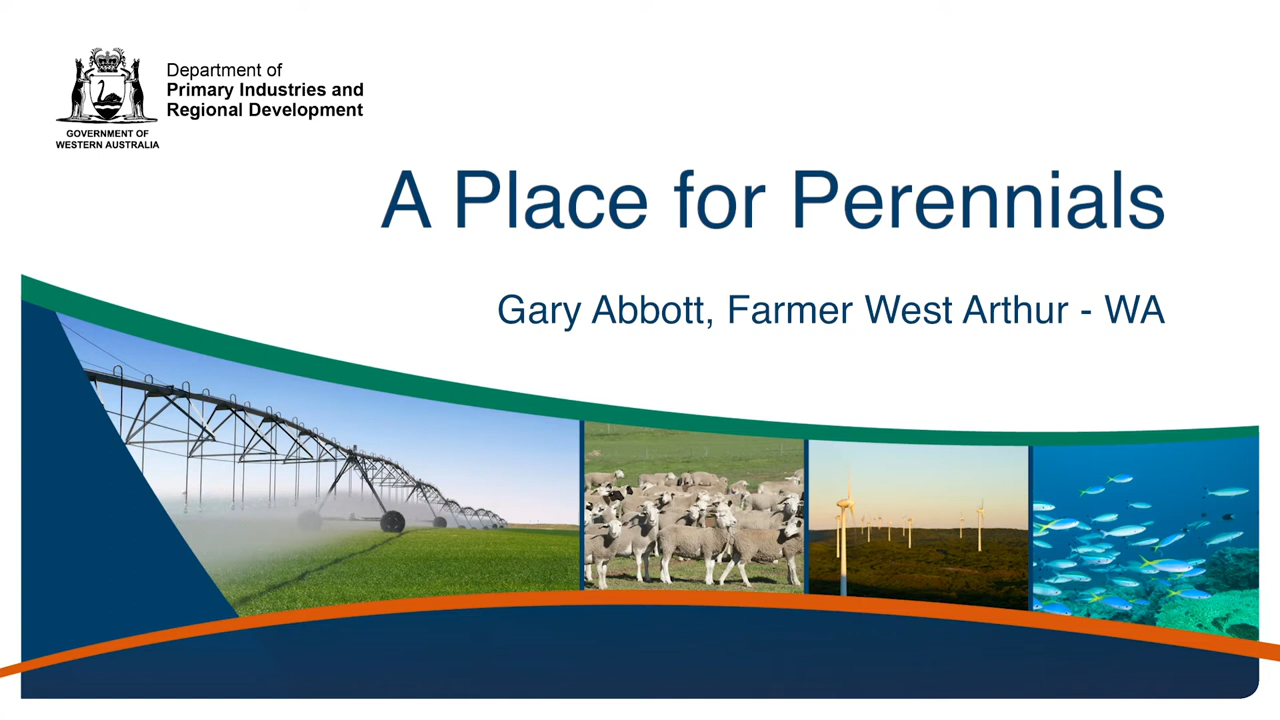 Department of
Primary Industries and
Regional Development
GOVERNMENT OF
WESTERN AUSTRALIA
A Place for Perennials
Gary Abbott, Farmer West Arthur - WA